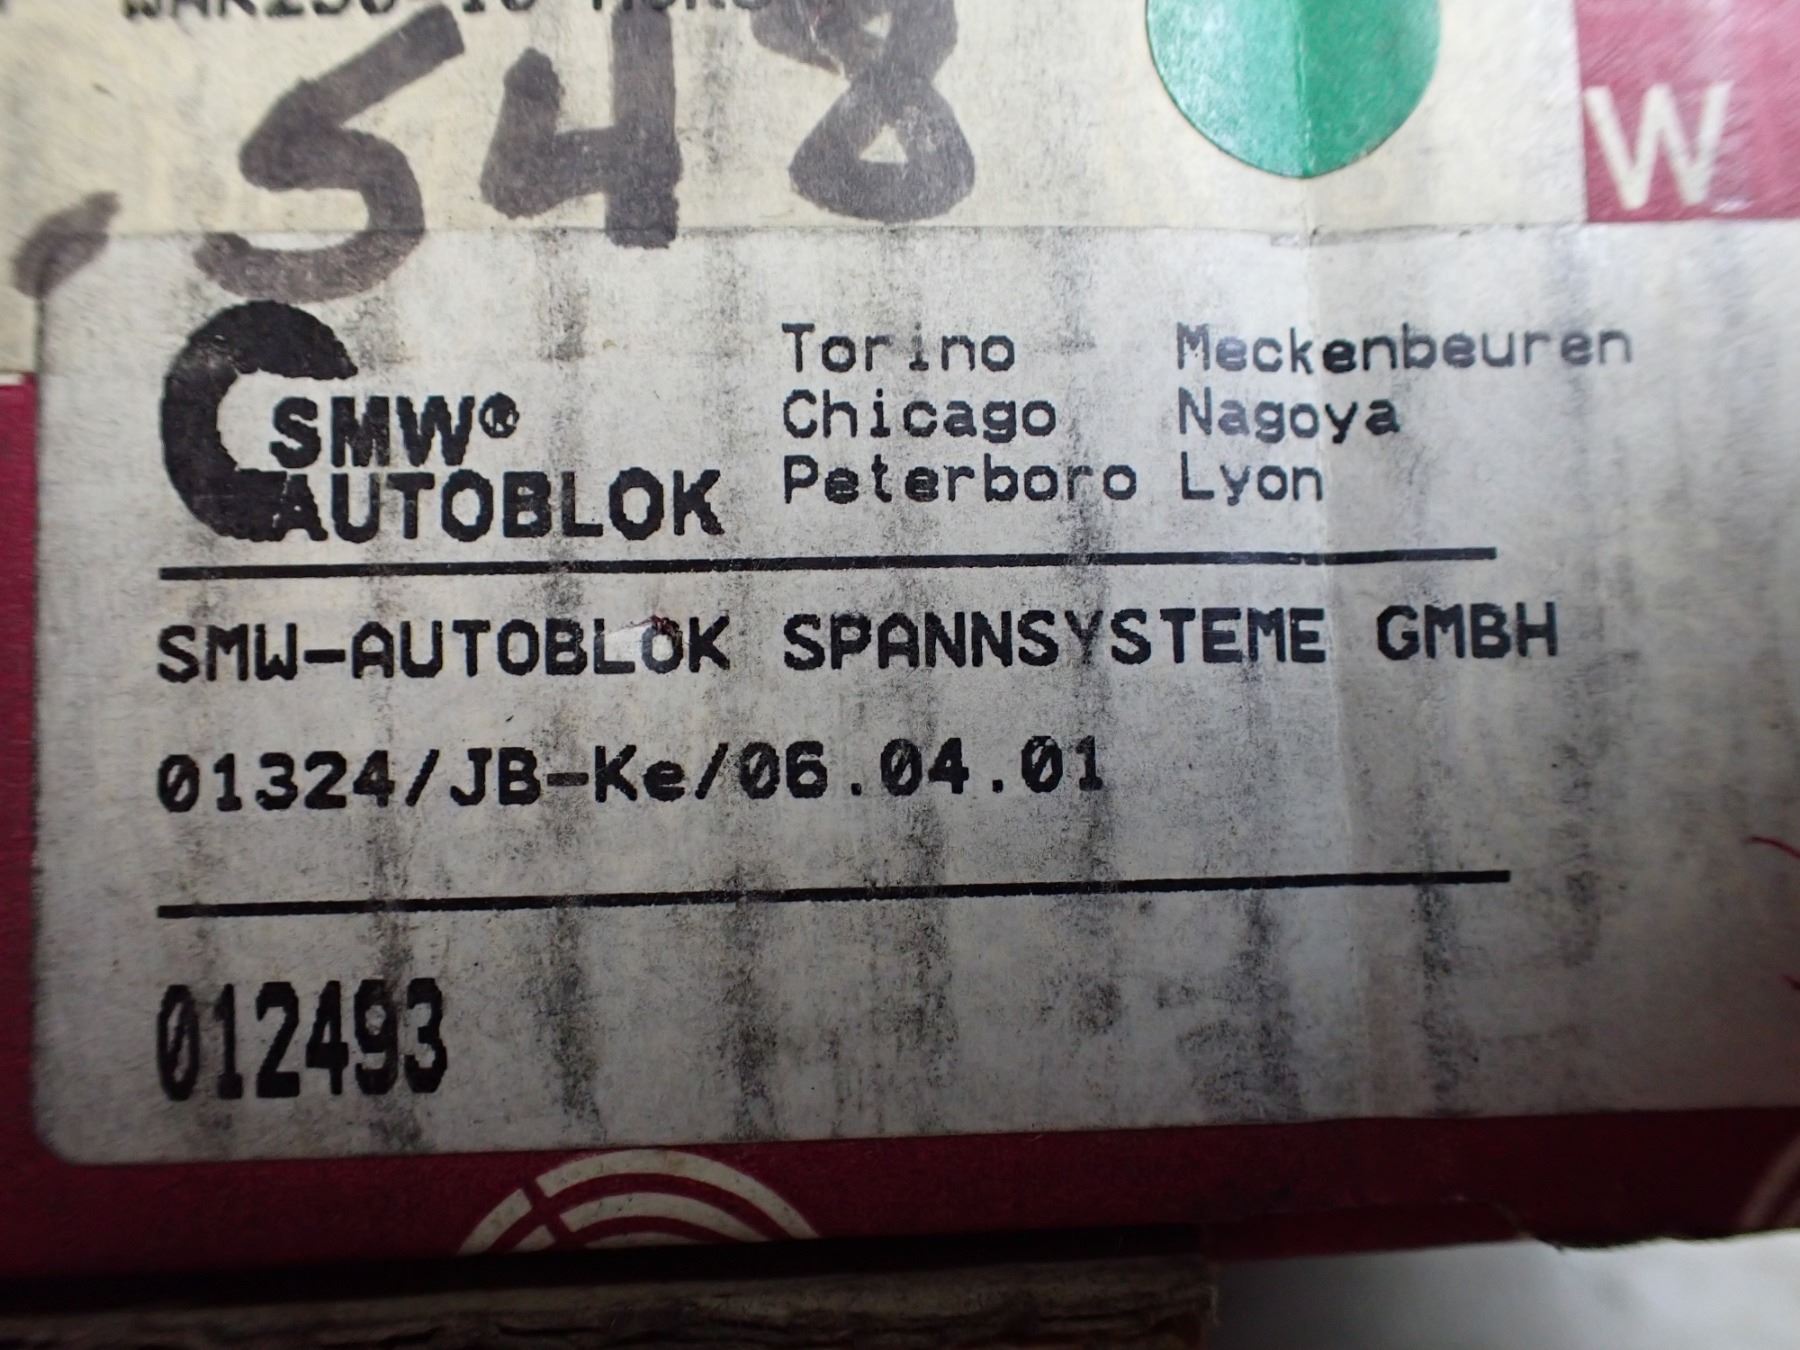 548
W
SMW®
AUTOBLOK
Torino Meckenbeuren
Chicago Nagoya
Peterboro Lyon
SMW-AUTOBLOK SPANNSYSTEME GMBH
01324/JB-Ke/06.04.01
012493